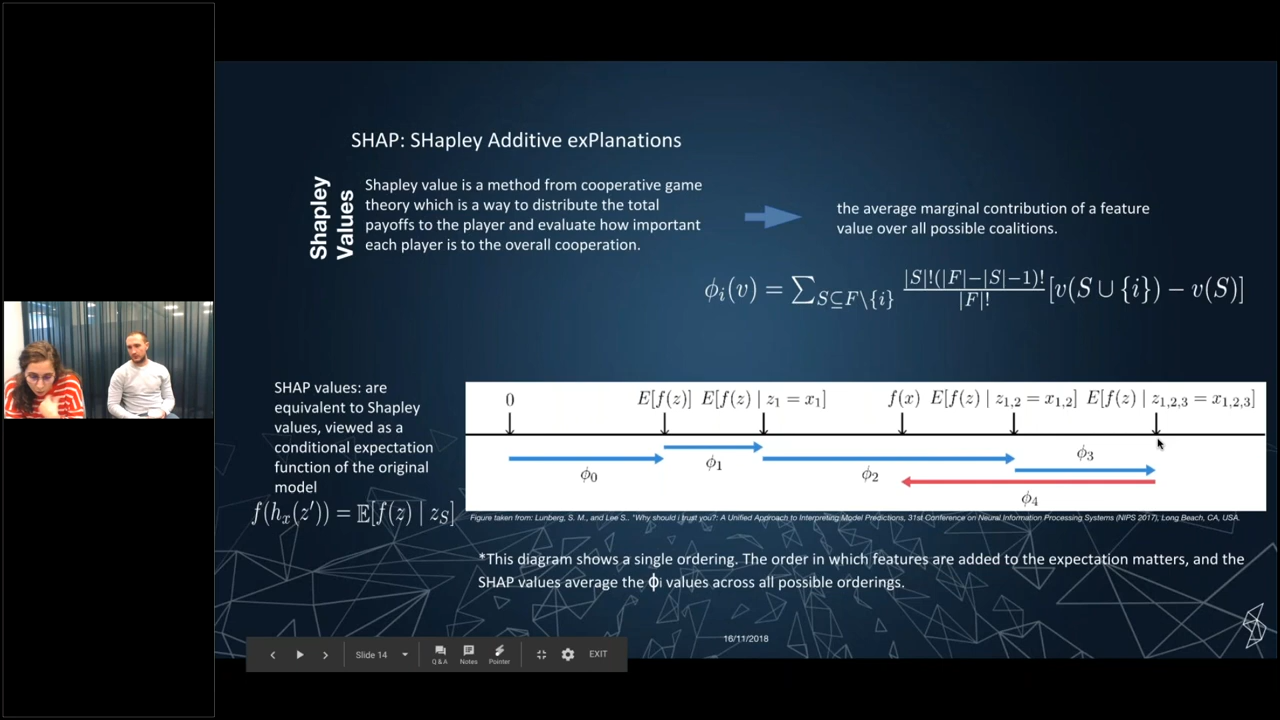 SHAP: SHapley Additive exPlanations
Shapley
Values
Shapley value is a method from cooperative game
theory which is a way to distribute the total
payoffs to the player and evaluate how important
each player is to the overall cooperation.
the average marginal contribution of a feature
value over all possible coalitions.
ϕᵢ(v) = ∑_{S⊆F\{i}} |S|!(|F|−|S|−1)!/|F|! [v(S ∪ {i}) − v(S)]
SHAP values: are
equivalent to Shapley
values, viewed as a
conditional expectation
function of the original
model
f(hₓ(z′)) = 𝔼[f(z) | z_S]
0 E[f(z)] E[f(z) | z₁ = x₁] f(x) E[f(z) | z₁,₂ = x₁,₂] E[f(z) | z₁,₂,₃ = x₁,₂,₃]
ϕ₀ ϕ₁ ϕ₂ ϕ₃
ϕ₄
Figure taken from: Lunberg, S. M., and Lee S.. "Why should i trust you?: A Unified Approach to Interpreting Model Predictions, 31st Conference on Neural Information Processing Systems (NIPS 2017), Long Beach, CA, USA.
*This diagram shows a single ordering. The order in which features are added to the expectation matters, and the
SHAP values average the ϕi values across all possible orderings.
16/11/2018
Slide 14 Q & A Notes Pointer EXIT